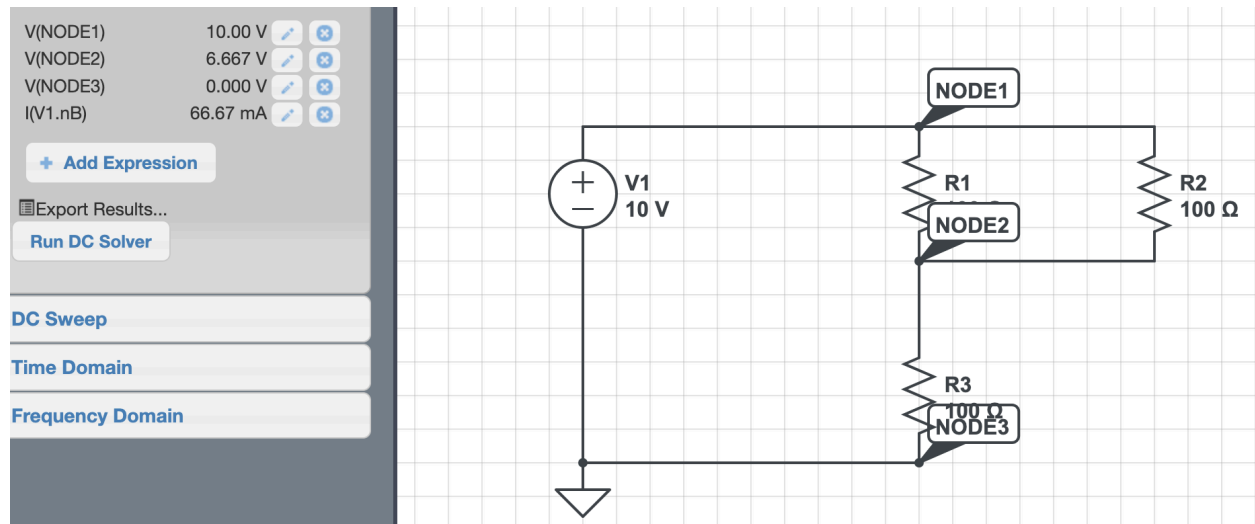 V(NODE1) 10.00 V
V(NODE2) 6.667 V
V(NODE3) 0.000 V
I(V1.nB) 66.67 mA
+ Add Expression
Export Results...
Run DC Solver
DC Sweep
Time Domain
Frequency Domain
NODE1
V1
10 V
R1
NODE2
R2
100 Ω
R3
100 Ω
NODE3